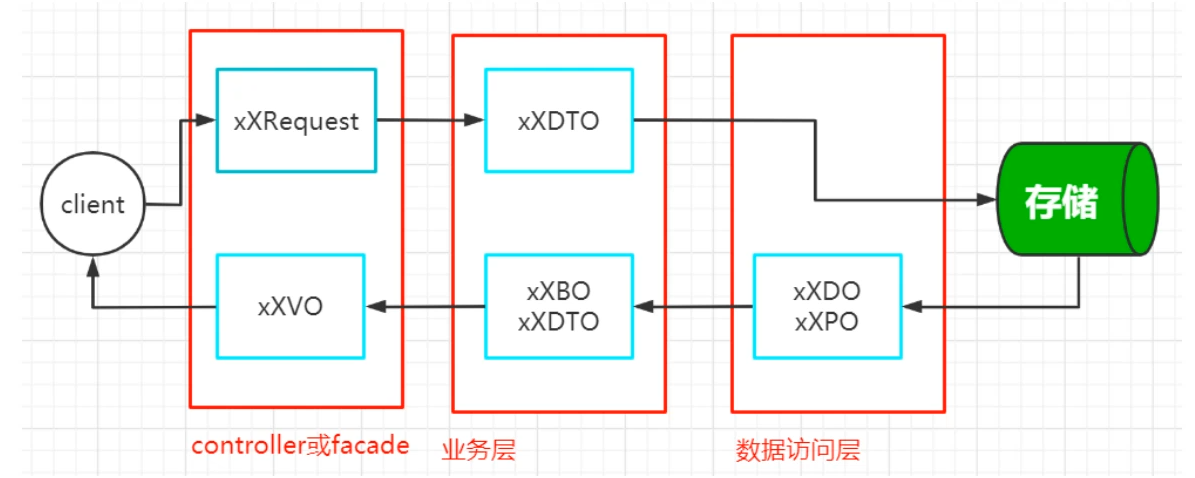 xXRequest
xXDTO
client
存储
xXVO
xXBO
xXDTO
xXDO
xXPO
controller或facade
业务层
数据访问层